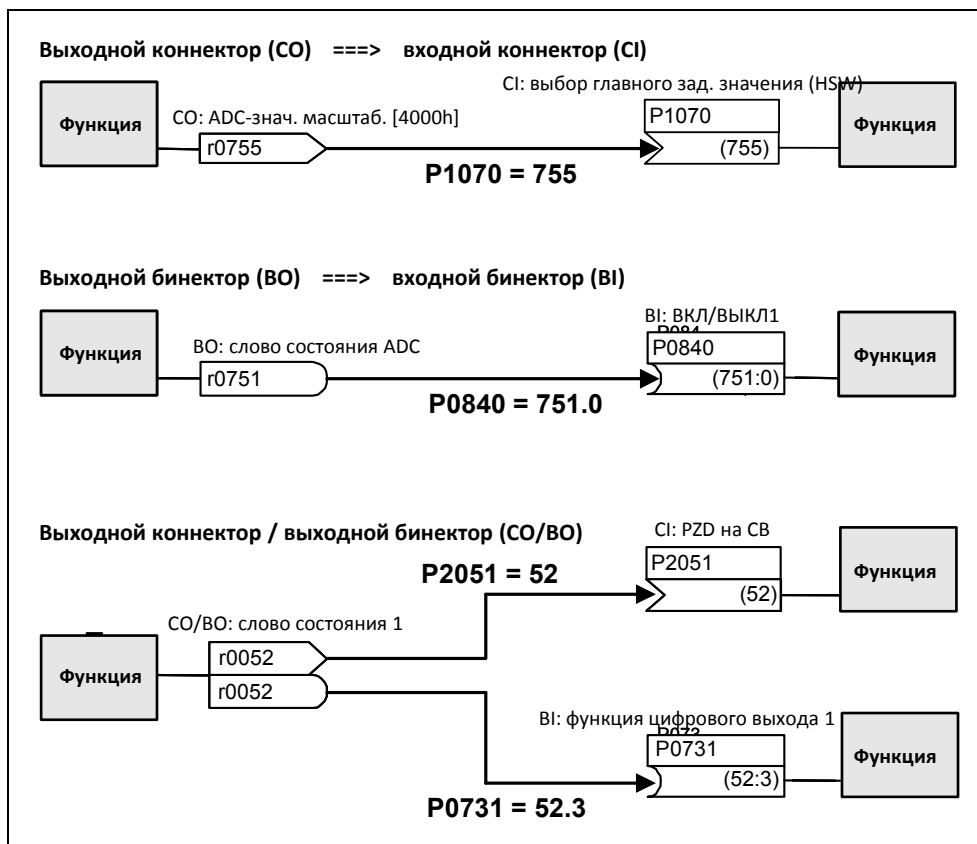 Выходной коннектор (CO) ===> входной коннектор (CI)
CI: выбор главного зад. значения (HSW)
Функция
CO: ADC-знач. масштаб. [4000h]
r0755
P1070 = 755
P1070
(755)
Функция
Выходной бинектор (BO) ===> входной бинектор (BI)
BI: ВКЛ/ВЫКЛ1
P084
Функция
BO: слово состояния ADC
r0751
P0840 = 751.0
P0840
(751:0)
Функция
Выходной коннектор / выходной бинектор (CO/BO)
CI: PZD на CB
P2051 = 52
P2051
(52)
Функция
CO/BO: слово состояния 1
Функция
r0052
r0052
BI: функция цифрового выхода 1
P073
P0731
(52:3)
Функция
P0731 = 52.3